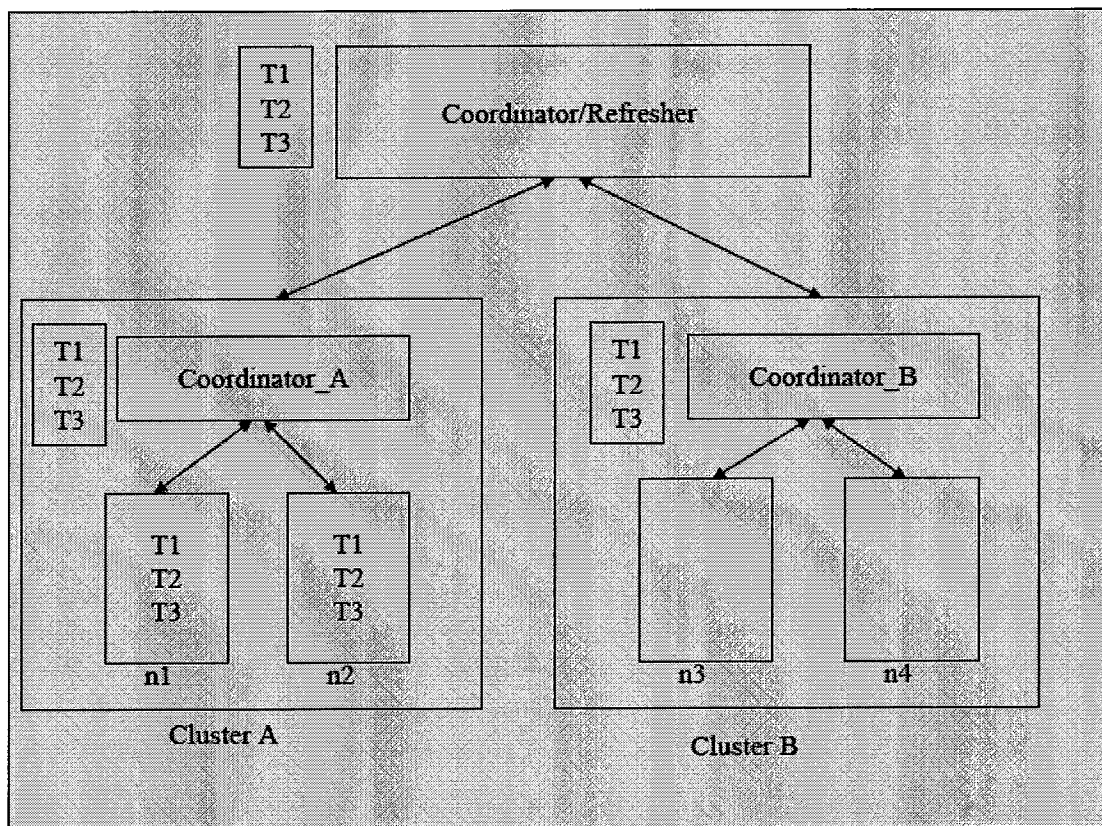 T1
T2
T3
Coordinator/Refresher
T1
T2
T3
Coordinator_A
T1
T2
T3
T1
T2
T3
n1
n2
Cluster A
T1
T2
T3
Coordinator_B
n3
n4
Cluster B